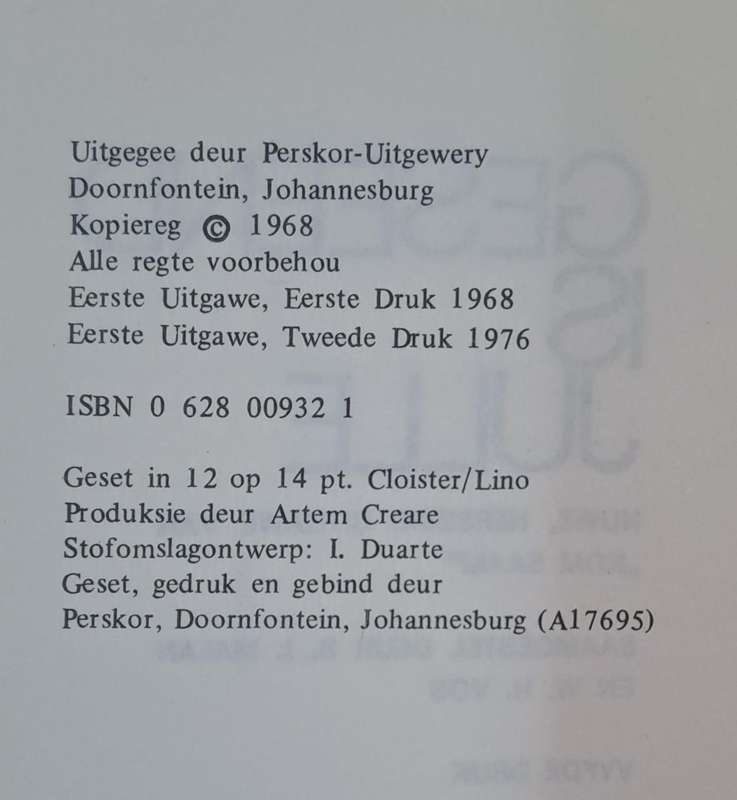 Uitgegee deur Perskor-Uitgewery
Doornfontein, Johannesburg
Kopiereg © 1968
Alle regte voorbehou
Eerste Uitgawe, Eerste Druk 1968
Eerste Uitgawe, Tweede Druk 1976
ISBN 0 628 00932 1
Geset in 12 op 14 pt. Cloister/Lino
Produksie deur Artem Creare
Stofomslagontwerp: I. Duarte
Geset, gedruk en gebind deur
Perskor, Doornfontein, Johannesburg (A17695)